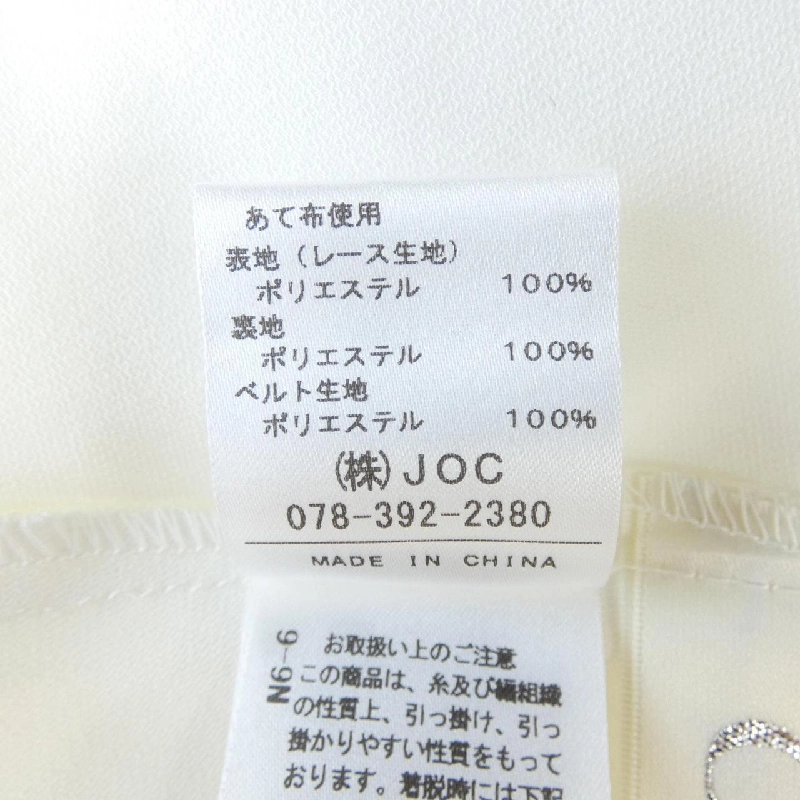 あて布使用
表地(レース生地)
ポリエステル 100%
裏地
ポリエステル 100%
ベルト生地
ポリエステル 100%
(株)JOC
078-392-2380
MADE IN CHINA
お取扱い上のご注意
この商品は、糸及び繊組織
の性質上、引っ掛け、引っ
掛かりやすい性質をもって
おります。着脱時には下記